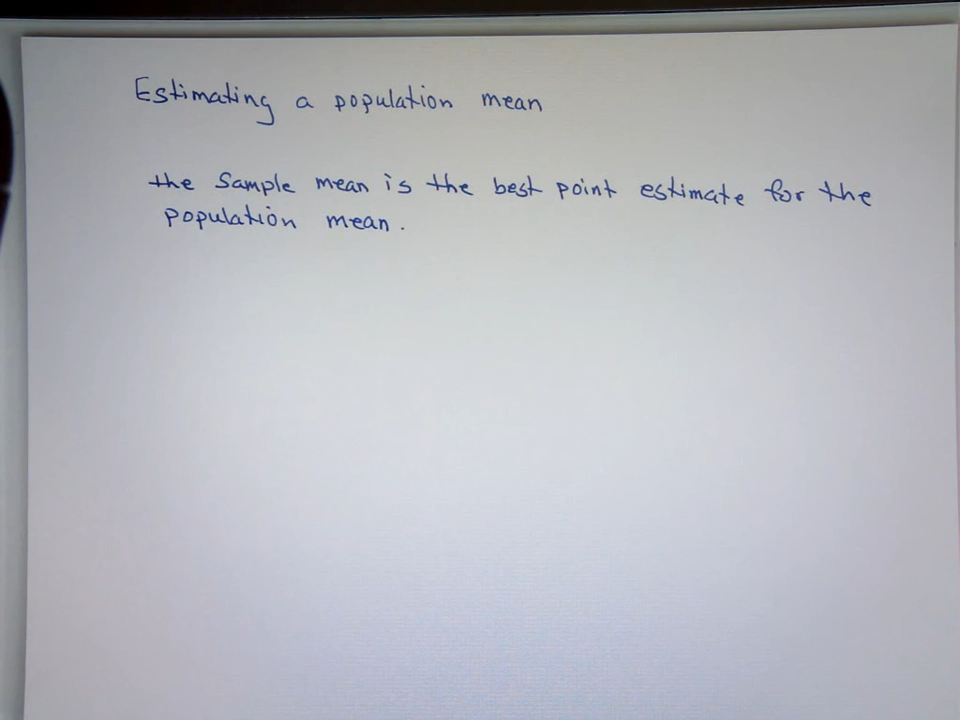 Estimating a population mean
the Sample mean is the best point estimate for the
population mean.